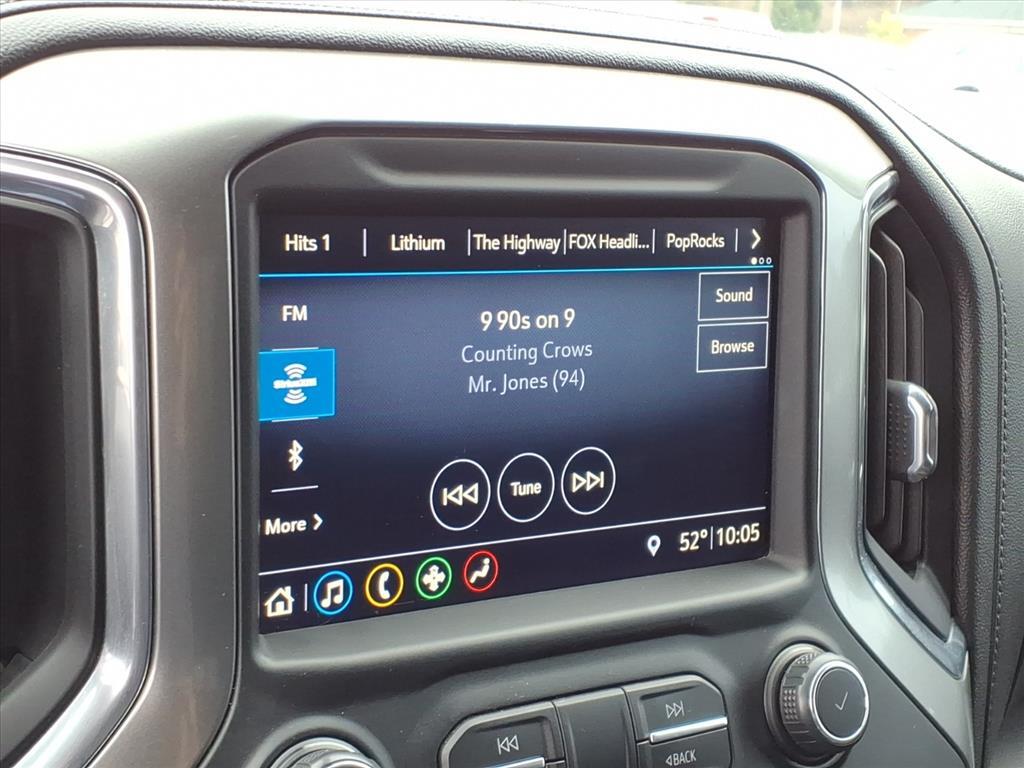 Hits 1 Lithium The Highway FOX Headli... PopRocks
FM
9 90s on 9
Sound
SiriusXM
Counting Crows
Browse
Mr. Jones (94)
Tune
More
52° 10:05
BACK